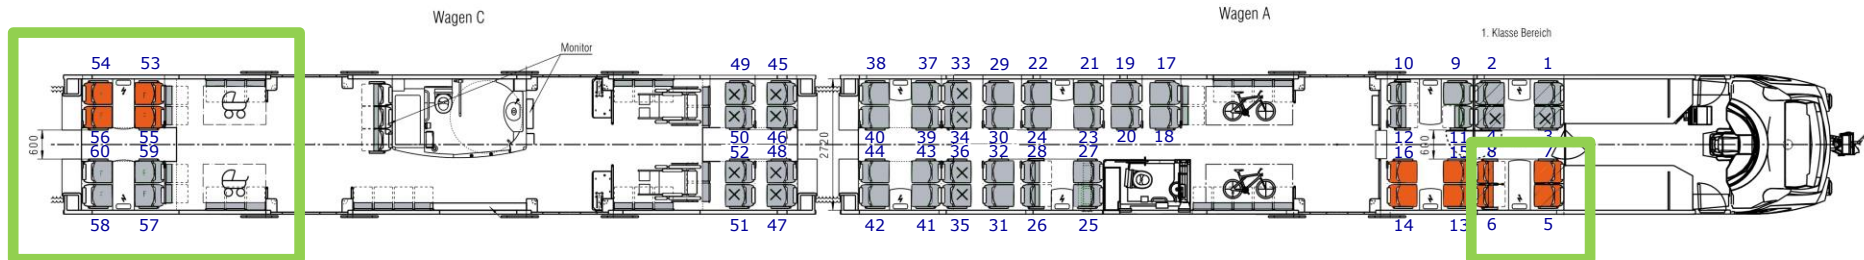 Wagen C
Wagen A
1. Klasse Bereich
Monitor
54 53 49 45 38 37 33 29 22 21 19 17 10 9 2 1
56 55 50 46 40 39 34 30 24 23 20 18 12 11 4 3
600 2720 600
60 59 52 48 44 43 36 32 28 27 16 15 8 7
58 57 51 47 42 41 35 31 26 25 14 13 6 5